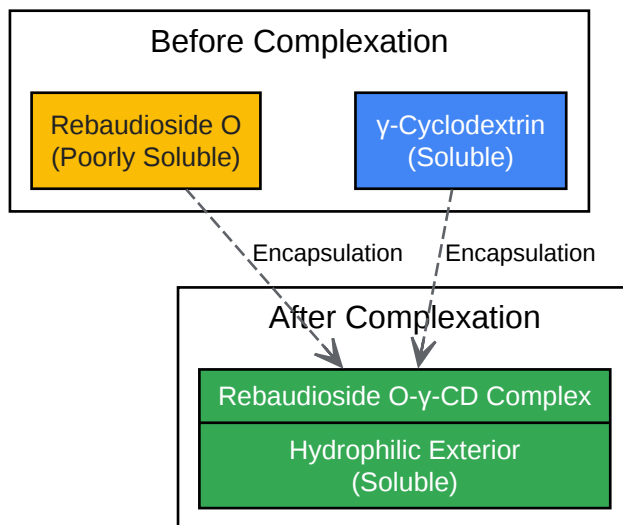 Before Complexation
Rebaudioside O
(Poorly Soluble)
γ-Cyclodextrin
(Soluble)
Encapsulation
Encapsulation
After Complexation
Rebaudioside O-γ-CD Complex
Hydrophilic Exterior
(Soluble)